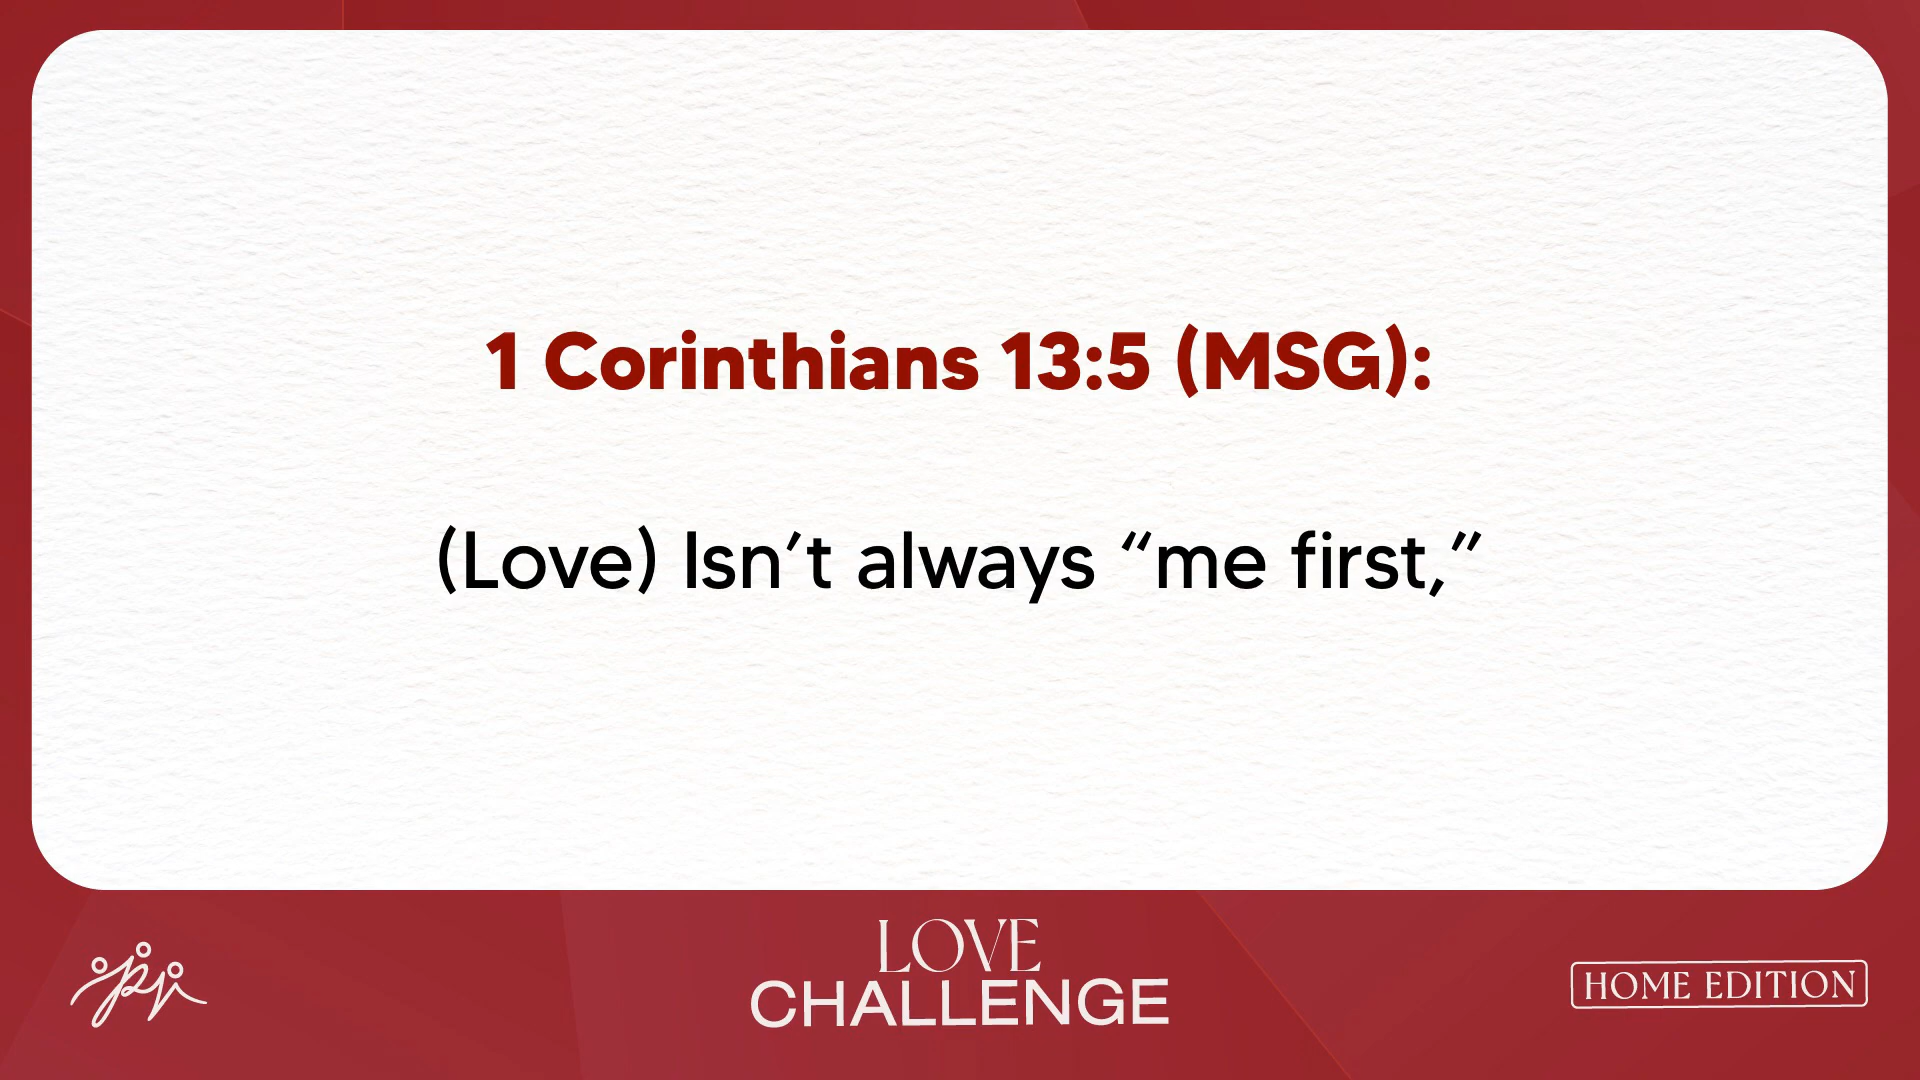 1 Corinthians 13:5 (MSG):
(Love) Isn’t always “me first,”
LOVE
CHALLENGE
HOME EDITION